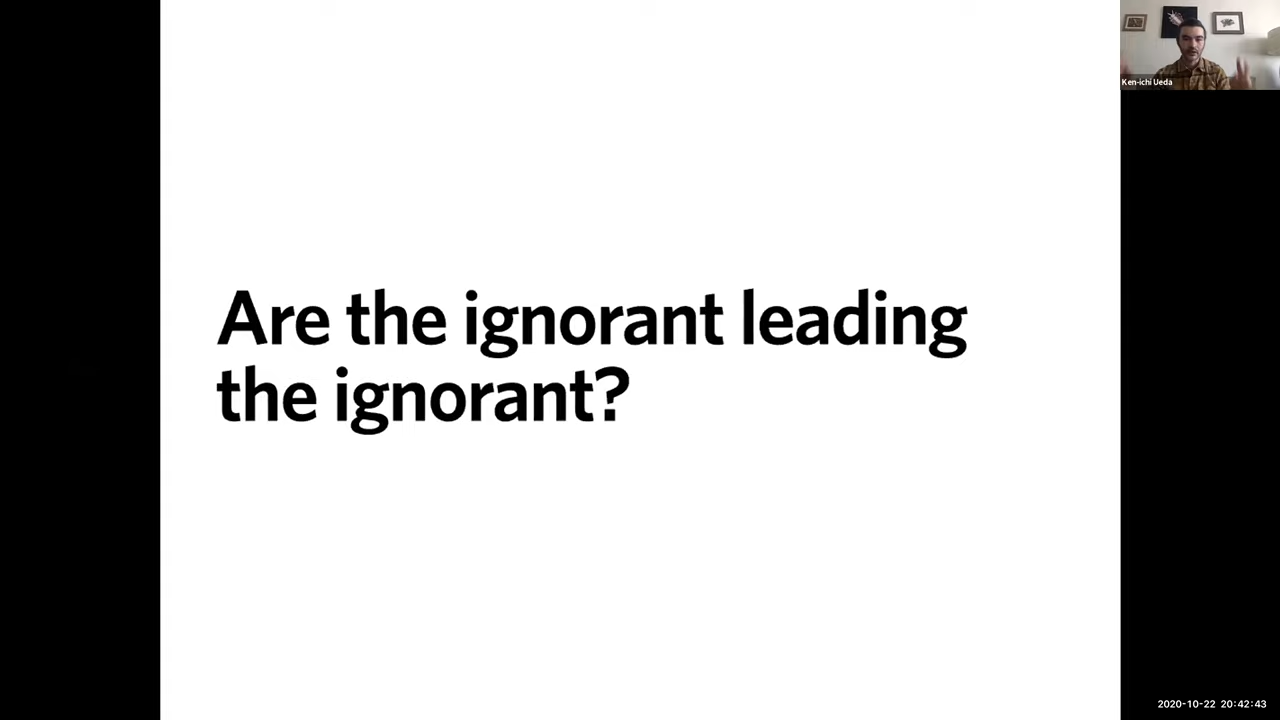 Ken-ichi Ueda
Are the ignorant leading
the ignorant?
2020-10-22 20:42:43